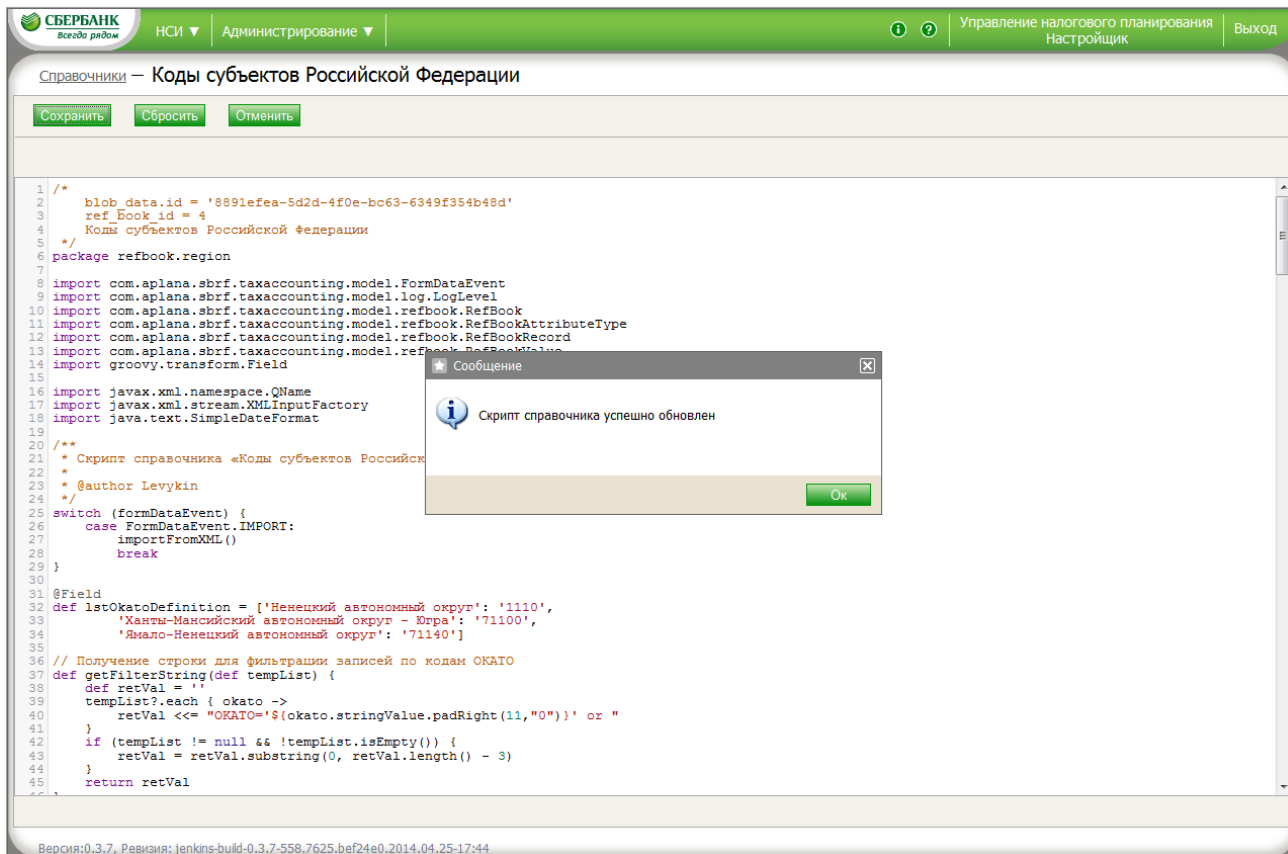 СБЕРБАНК
Всегда рядом
НСИ ▼
Администрирование ▼
Управление налогового планирования
Настройщик
Выход
Справочники — Коды субъектов Российской Федерации
Сохранить
Сбросить
Отменить
1 /*
2     blob_data.id = '8891efea-5d2d-4f0e-bc63-6349f354b48d'
3     ref_book_id = 4
4     Коды субъектов Российской Федерации
5  */
6 package refbook.region
7
8 import com.aplana.sbrf.taxaccounting.model.FormDataEvent
9 import com.aplana.sbrf.taxaccounting.model.log.LogLevel
10 import com.aplana.sbrf.taxaccounting.model.refbook.RefBook
11 import com.aplana.sbrf.taxaccounting.model.refbook.RefBookAttributeType
12 import com.aplana.sbrf.taxaccounting.model.refbook.RefBookRecord
13 import com.aplana.sbrf.taxaccounting.model.refbook.RefBookValue
14 import groovy.transform.Field
15
16 import javax.xml.namespace.QName
17 import javax.xml.stream.XMLInputFactory
18 import java.text.SimpleDateFormat
19
20 /**
21  * Скрипт справочника «Коды субъектов Российск
22  *
23  * @author Levykin
24  */
25 switch (formDataEvent) {
26     case FormDataEvent.IMPORT:
27         importFromXML()
28         break
29 }
30
31 @Field
32 def lstOkatoDefinition = ['Ненецкий автономный округ': '1110',
33         'Ханты-Мансийский автономный округ - Югра': '71100',
34         'Ямало-Ненецкий автономный округ': '71140']
35
36 // Получение строки для фильтрации записей по кодам ОКАТО
37 def getFilterString(def tempList) {
38     def retVal = ''
39     tempList?.each { okato ->
40         retVal <<= "OKATO='${okato.stringValue.padRight(11,"0")}' or "
41     }
42     if (tempList != null && !tempList.isEmpty()) {
43         retVal = retVal.substring(0, retVal.length() - 3)
44     }
45     return retVal
Сообщение
Скрипт справочника успешно обновлен
Ок
Версия:0.3.7, Ревизия: jenkins-build-0.3.7-558.7625.bef24e0.2014.04.25-17:44